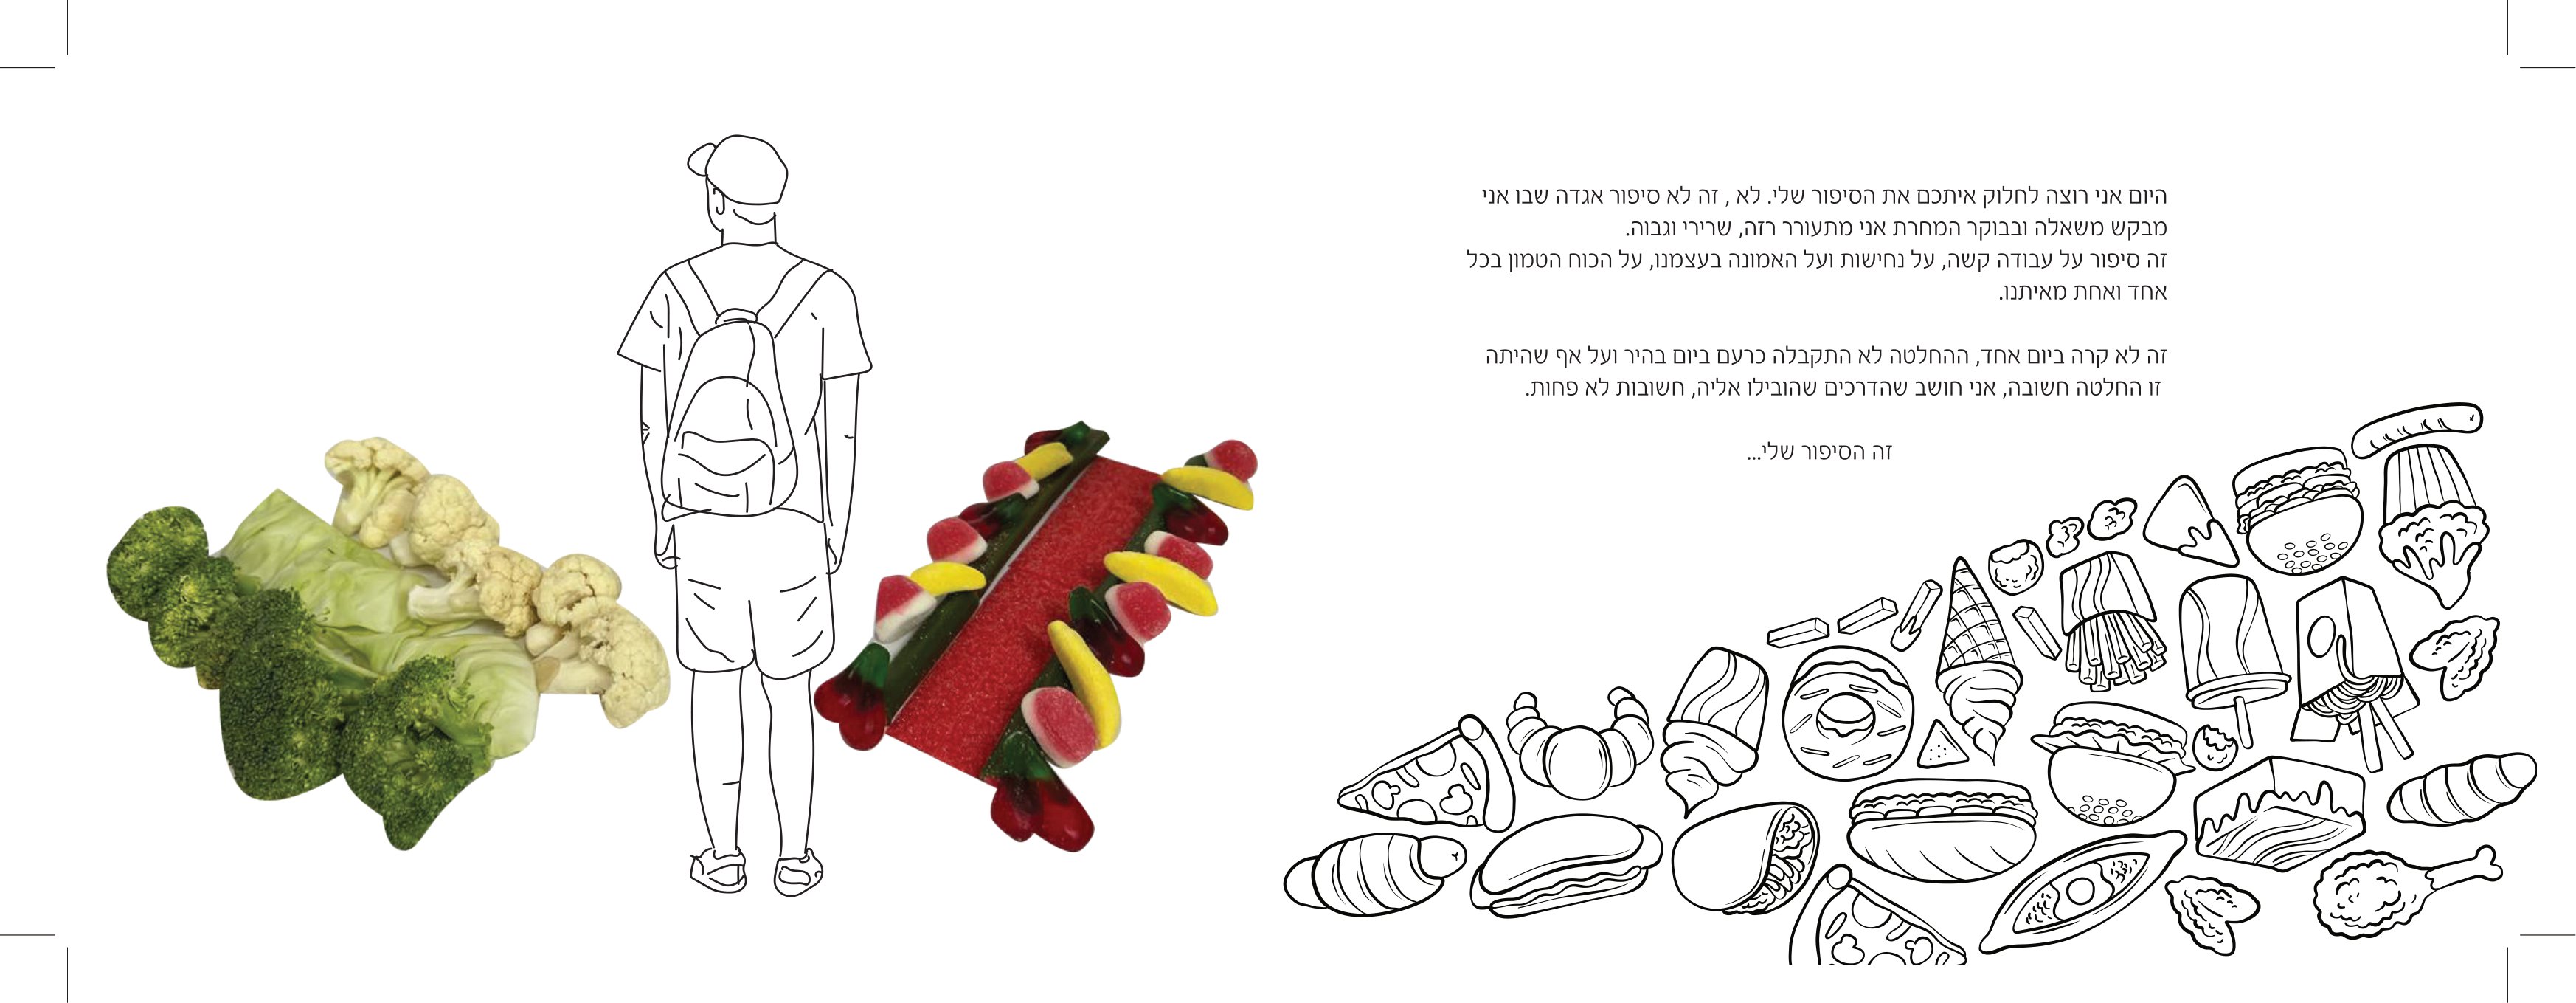 היום אני רוצה לחלוק איתכם את הסיפור שלי. לא , זה לא סיפור אגדה שבו אני
מבקש משאלה ובבוקר המחרת אני מתעורר רזה, שרירי וגבוה.
זה סיפור על עבודה קשה, על נחישות ועל האמונה בעצמנו, על הכוח הטמון בכל
אחד ואחת מאיתנו.
זה לא קרה ביום אחד, ההחלטה לא התקבלה כרעם ביום בהיר ועל אף שהיתה
זו החלטה חשובה, אני חושב שהדרכים שהובילו אליה, חשובות לא פחות.
זה הסיפור שלי...